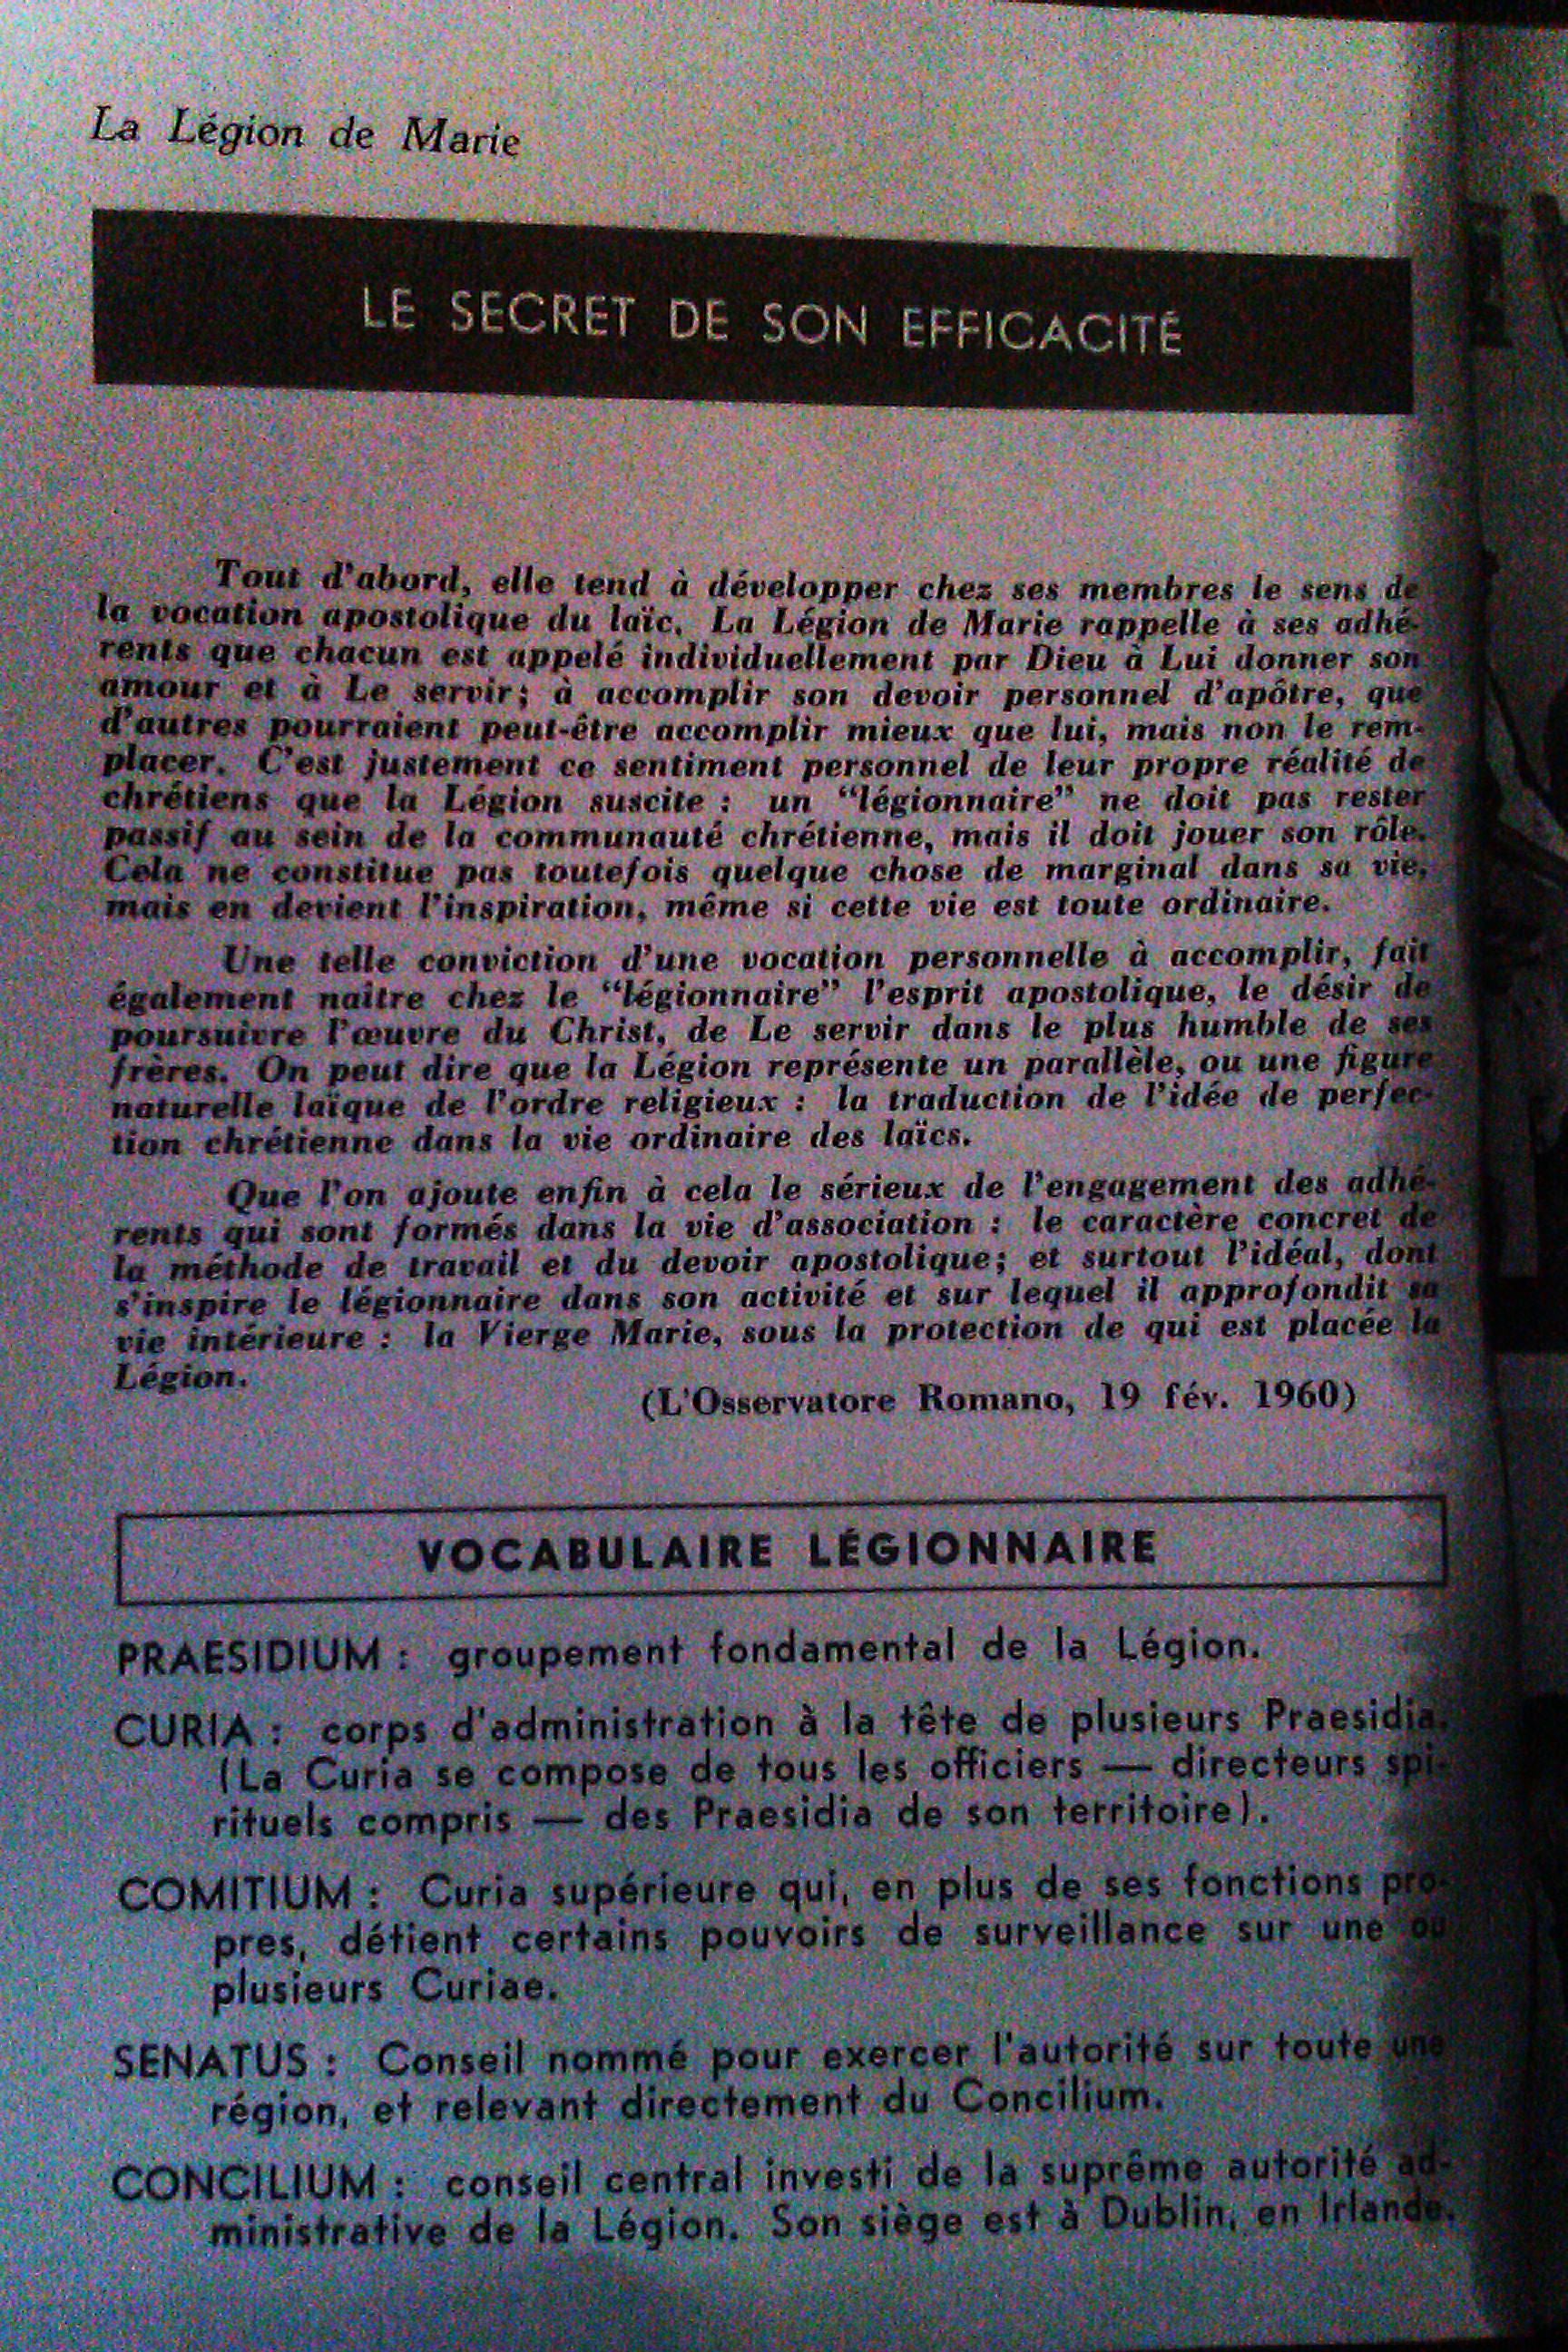 La Légion de Marie
LE SECRET DE SON EFFICACITÉ
Tout d'abord, elle tend à développer chez ses membres le sens de
la vocation apostolique du laïc. La Légion de Marie rappelle à ses adhé-
rents que chacun est appelé individuellement par Dieu à Lui donner son
amour et à Le servir; à accomplir son devoir personnel d'apôtre, que
d'autres pourraient peut-être accomplir mieux que lui, mais non le rem-
placer. C'est justement ce sentiment personnel de leur propre réalité de
chrétiens que la Légion suscite : un "légionnaire" ne doit pas rester
passif au sein de la communauté chrétienne, mais il doit jouer son rôle.
Cela ne constitue pas toutefois quelque chose de marginal dans sa vie,
mais en devient l'inspiration, même si cette vie est toute ordinaire.
Une telle conviction d'une vocation personnelle à accomplir, fait
également naître chez le "légionnaire" l'esprit apostolique, le désir de
poursuivre l'œuvre du Christ, de Le servir dans le plus humble de ses
frères. On peut dire que la Légion représente un parallèle, ou une figure
naturelle laïque de l'ordre religieux : la traduction de l'idée de perfec-
tion chrétienne dans la vie ordinaire des laïcs.
Que l'on ajoute enfin à cela le sérieux de l'engagement des adhé-
rents qui sont formés dans la vie d'association : le caractère concret de
la méthode de travail et du devoir apostolique; et surtout l'idéal, dont
s'inspire le légionnaire dans son activité et sur lequel il approfondit sa
vie intérieure : la Vierge Marie, sous la protection de qui est placée la
Légion.
(L'Osservatore Romano, 19 fév. 1960)
VOCABULAIRE LÉGIONNAIRE
PRAESIDIUM : groupement fondamental de la Légion.
CURIA : corps d'administration à la tête de plusieurs Praesidia.
(La Curia se compose de tous les officiers — directeurs spi-
rituels compris — des Praesidia de son territoire).
COMITIUM : Curia supérieure qui, en plus de ses fonctions pro-
pres, détient certains pouvoirs de surveillance sur une ou
plusieurs Curiae.
SENATUS : Conseil nommé pour exercer l'autorité sur toute une
région, et relevant directement du Concilium.
CONCILIUM : conseil central investi de la suprême autorité ad-
ministrative de la Légion. Son siège est à Dublin, en Irlande.